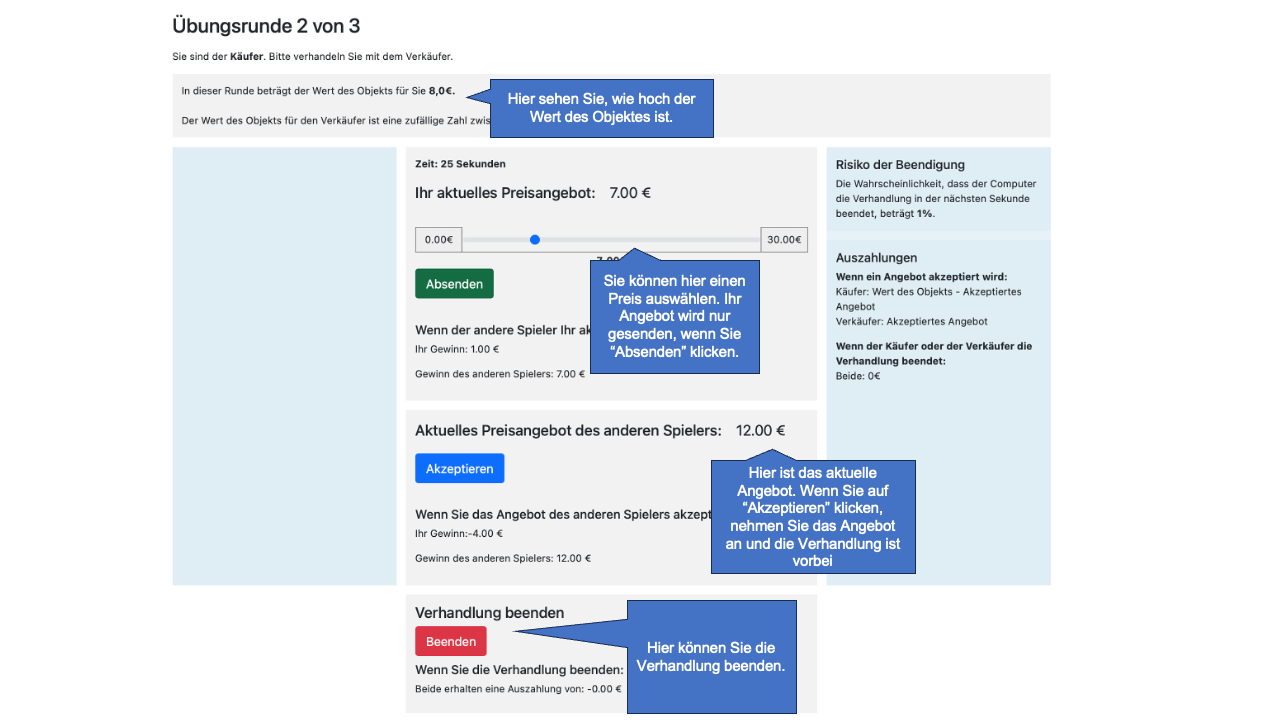 Übungsrunde 2 von 3
Sie sind der Käufer. Bitte verhandeln Sie mit dem Verkäufer.
In dieser Runde beträgt der Wert des Objekts für Sie 8,0€.
Hier sehen Sie, wie hoch der
Wert des Objektes ist.
Der Wert des Objekts für den Verkäufer ist eine zufällige Zahl
Zeit: 25 Sekunden
Ihr aktuelles Preisangebot: 7.00 €
0.00€
30.00€
Absenden
Sie können hier einen
Preis auswählen. Ihr
Angebot wird nur
gesenden, wenn Sie
“Absenden” klicken.
Wenn der andere Spieler Ihr
Ihr Gewinn: 1.00 €
Gewinn des anderen Spielers: 7.00 €
Aktuelles Preisangebot des anderen Spielers: 12.00 €
Akzeptieren
Hier ist das aktuelle
Angebot. Wenn Sie auf
“Akzeptieren” klicken,
nehmen Sie das Angebot
an und die Verhandlung ist
vorbei
Wenn Sie das Angebot des anderen Spielers
Ihr Gewinn:-4.00 €
Gewinn des anderen Spielers: 12.00 €
Verhandlung beenden
Beenden
Hier können Sie die
Verhandlung beenden.
Wenn Sie die Verhandlung beenden:
Beide erhalten eine Auszahlung von: -0.00 €
Risiko der Beendigung
Die Wahrscheinlichkeit, dass der Computer
die Verhandlung in der nächsten Sekunde
beendet, beträgt 1%.
Auszahlungen
Wenn ein Angebot akzeptiert wird:
Käufer: Wert des Objekts - Akzeptiertes
Angebot
Verkäufer: Akzeptiertes Angebot
Wenn der Käufer oder der Verkäufer die
Verhandlung beendet:
Beide: 0€